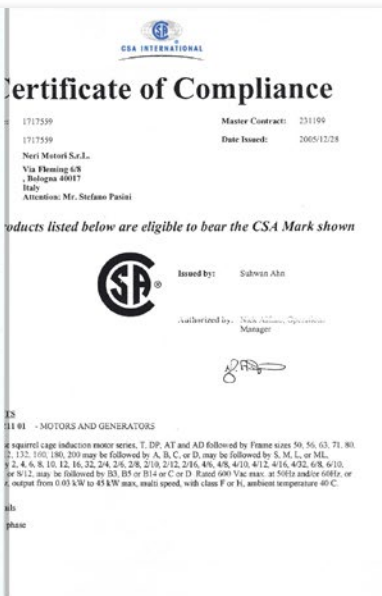 CSA INTERNATIONAL
Certificate of Compliance
1717559
Master Contract: 231199
1717559
Date Issued: 2005/12/28
Neri Motori S.r.L.
Via Fleming 6/8
, Bologna 40017
Italy
Attention: Mr. Stefano Pasini
roducts listed below are eligible to bear the CSA Mark shown
CSA ®
Issued by: Suhwan Ahn
Authorized by: Nick Alfano, Operations
Manager
TS
11 01 - MOTORS AND GENERATORS
e squirrel cage induction motor series, T, DP, AT and AD followed by Frame sizes 50, 56, 63, 71, 80,
2, 132, 160, 180, 200 may be followed by A, B, C, or D, may be followed by S, M, L, or ML,
y 2, 4, 6, 8, 10, 12, 16, 32, 2/4, 2/6, 2/8, 2/10, 2/12, 2/16, 4/6, 4/8, 4/10, 4/12, 4/16, 4/32, 6/8, 6/10,
or 8/12, may be followed by B3, B5 or B14 or C or D. Rated 600 Vac max. at 50Hz and/or 60Hz, or
, output from 0.03 kW to 45 kW max, multi speed, with class F or H, ambient temperature 40 C.
ails
phase